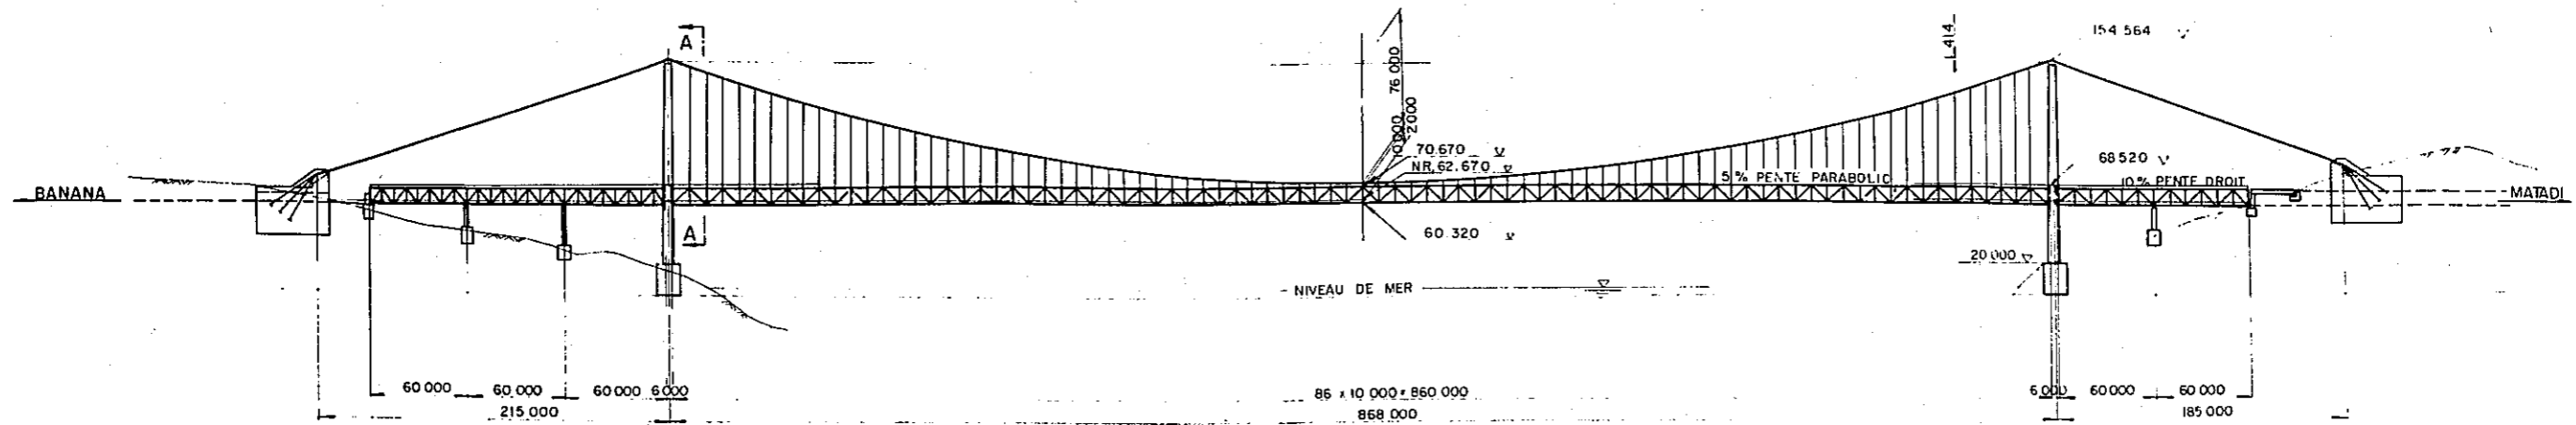 A
154 564
1.414
76 000
2 000
10 000
70.670
NR. 62.670
68 520
5 % PENTE PARABOLIC
10 % PENTE DROIT
BANANA
MATADI
A
60.320
20 000
NIVEAU DE MER
60 000 60 000 60 000 6 000
86 x 10 000 = 860 000
6 000 60 000 60 000
215 000
868 000
185 000